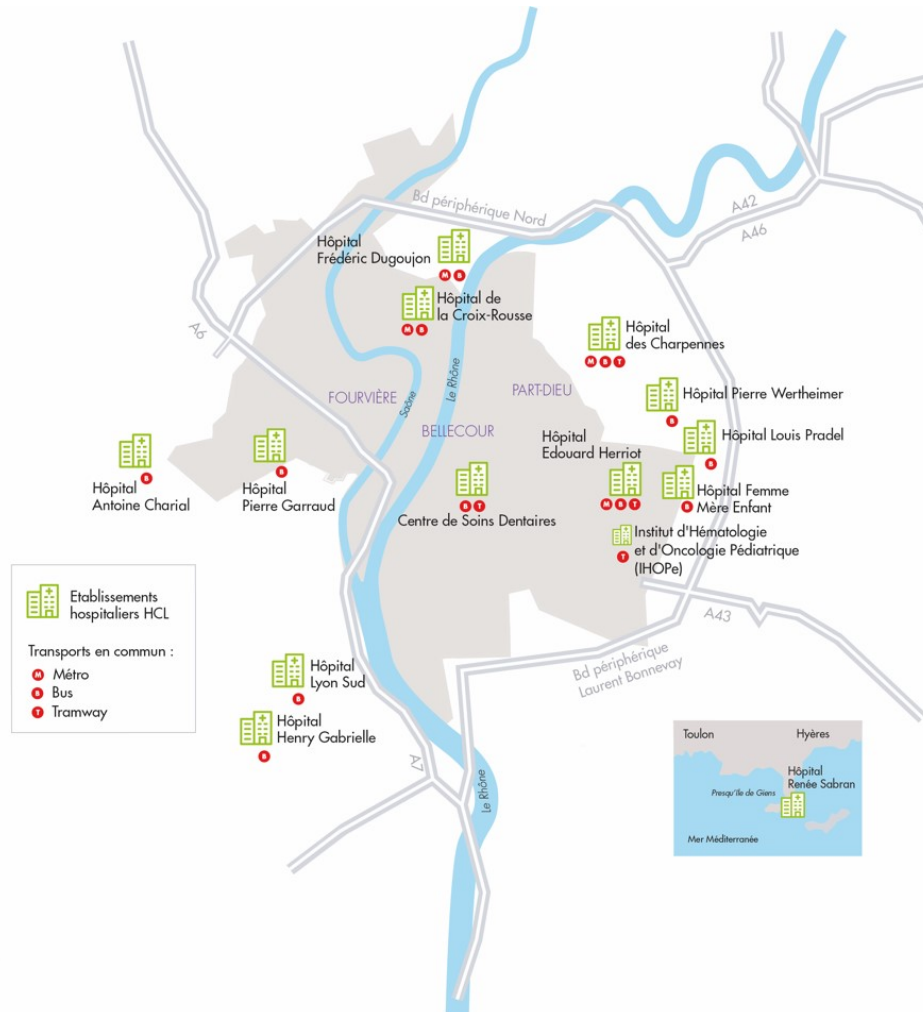 Bd périphérique Nord
A42
A46
Hôpital
Frédéric Dugoujon
M B
Hôpital de
la Croix-Rousse
M B
A6
Hôpital
des Charpennes
M B T
Le Rhône
Saône
FOURVIÈRE
PART-DIEU
BELLECOUR
Hôpital Pierre Wertheimer
B
Hôpital Louis Pradel
B
Hôpital
Edouard Herriot
M B T
Hôpital Femme
Mère Enfant
B
Hôpital
Antoine Charial
B
Hôpital
Pierre Garraud
B
Centre de Soins Dentaires
B T
Institut d'Hématologie
et d'Oncologie Pédiatrique
(IHOPe)
T
A43
Bd périphérique
Laurent Bonnevay
Etablissements
hospitaliers HCL
Transports en commun :
M Métro
B Bus
T Tramway
Hôpital
Lyon Sud
B
Hôpital
Henry Gabrielle
B
A7
Le Rhône
Toulon
Hyères
Hôpital
Renée Sabran
Presqu'île de Giens
Mer Méditerranée